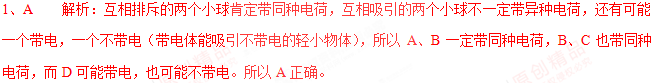 1、A 解析：互相排斥的两个小球肯定带同种电荷，互相吸引的两个小球不一定带异种电荷，还有可能
一个带电，一个不带电（带电体能吸引不带电的轻小物体），所以 A、B 一定带同种电荷，B、C 也带同种
电荷，而 D 可能带电，也可能不带电。所以 A 正确。